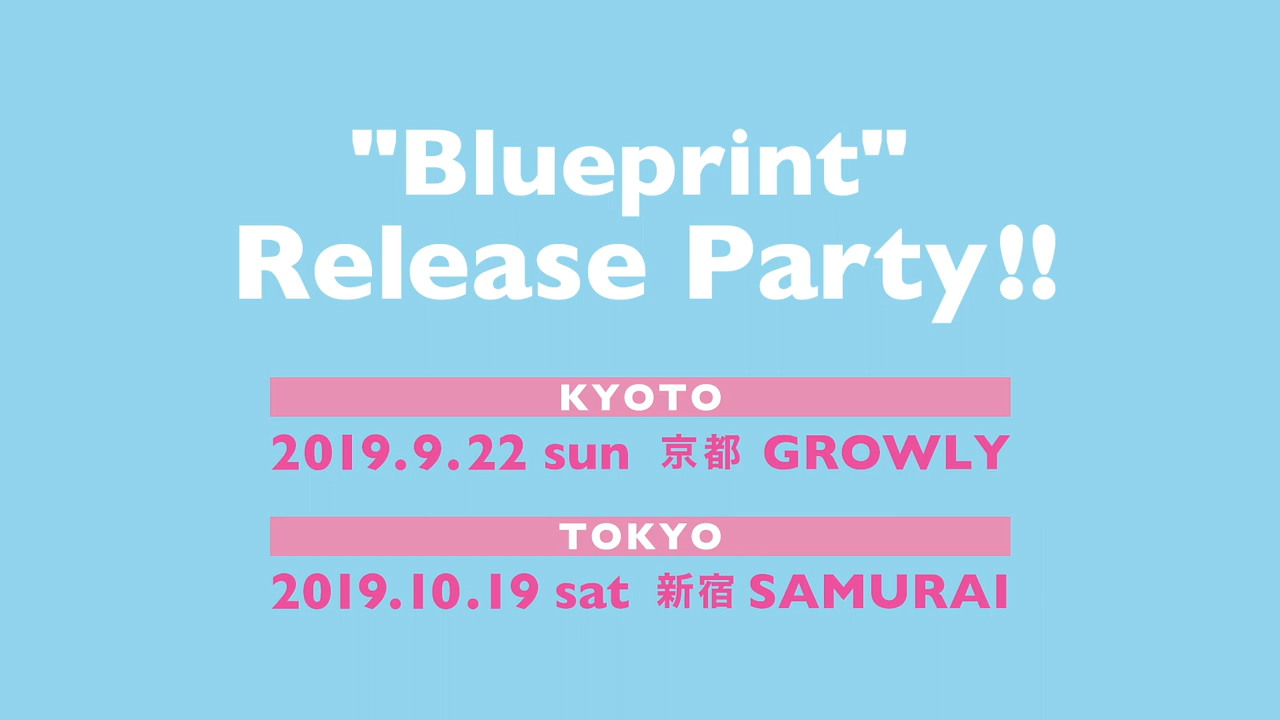 "Blueprint"
Release Party!!
KYOTO
2019.9.22 sun 京都 GROWLY
TOKYO
2019.10.19 sat 新宿 SAMURAI